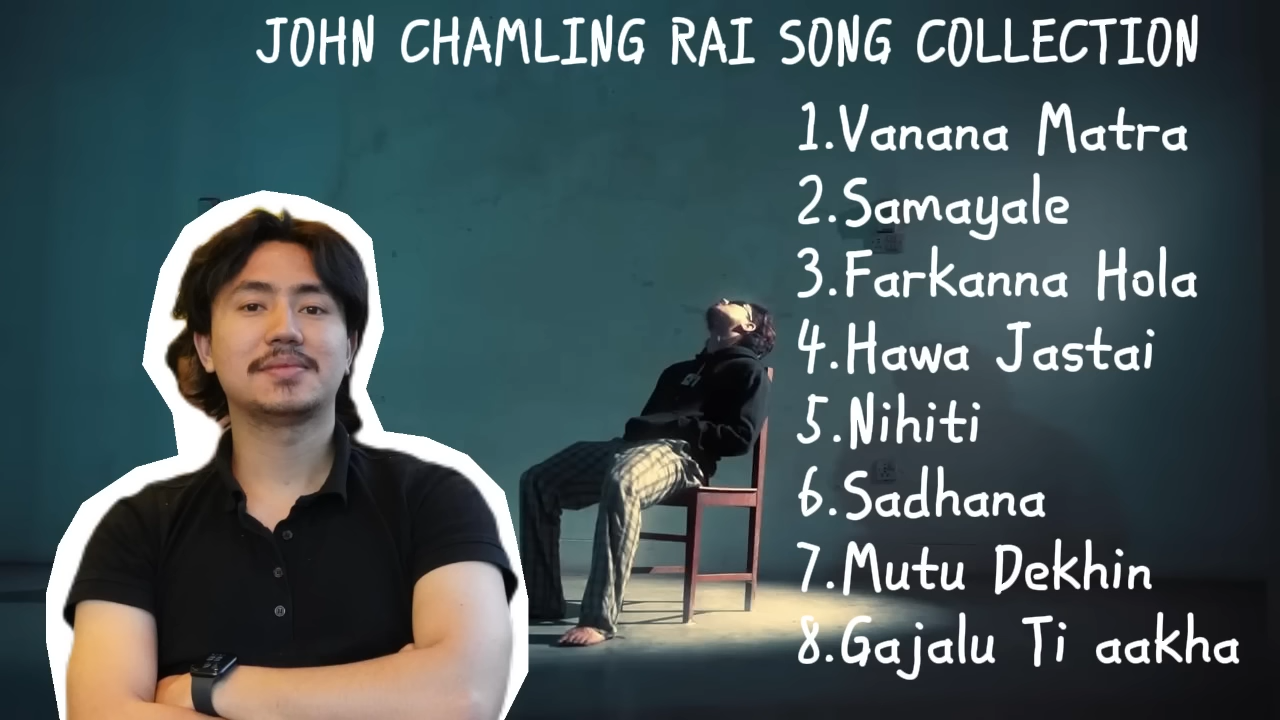 JOHN CHAMLING RAI SONG COLLECTION
1.Vanana Matra
2.Samayale
3.Farkanna Hola
4.Hawa Jastai
5.Nihiti
6.Sadhana
7.Mutu Dekhin
8.Gajalu Ti aakha